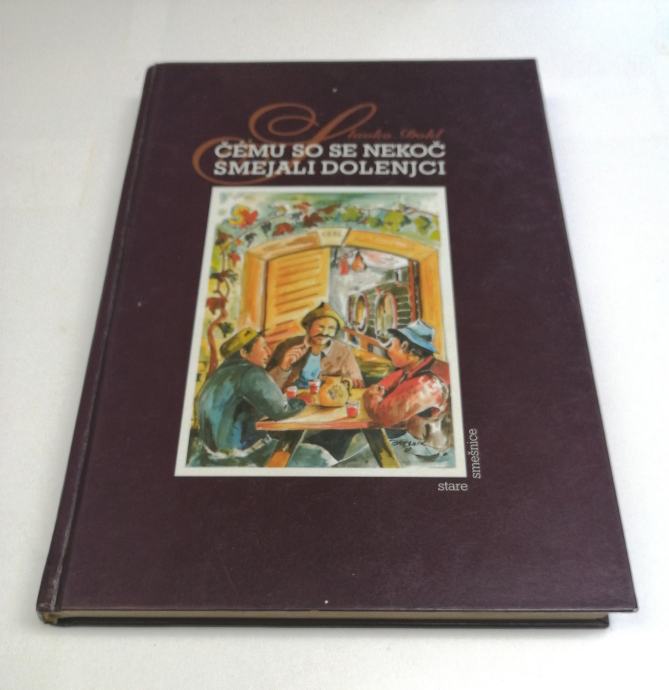 Slavko Dokl
ČEMU SO SE NEKOČ
SMEJALI DOLENJCI
stare
smešnice